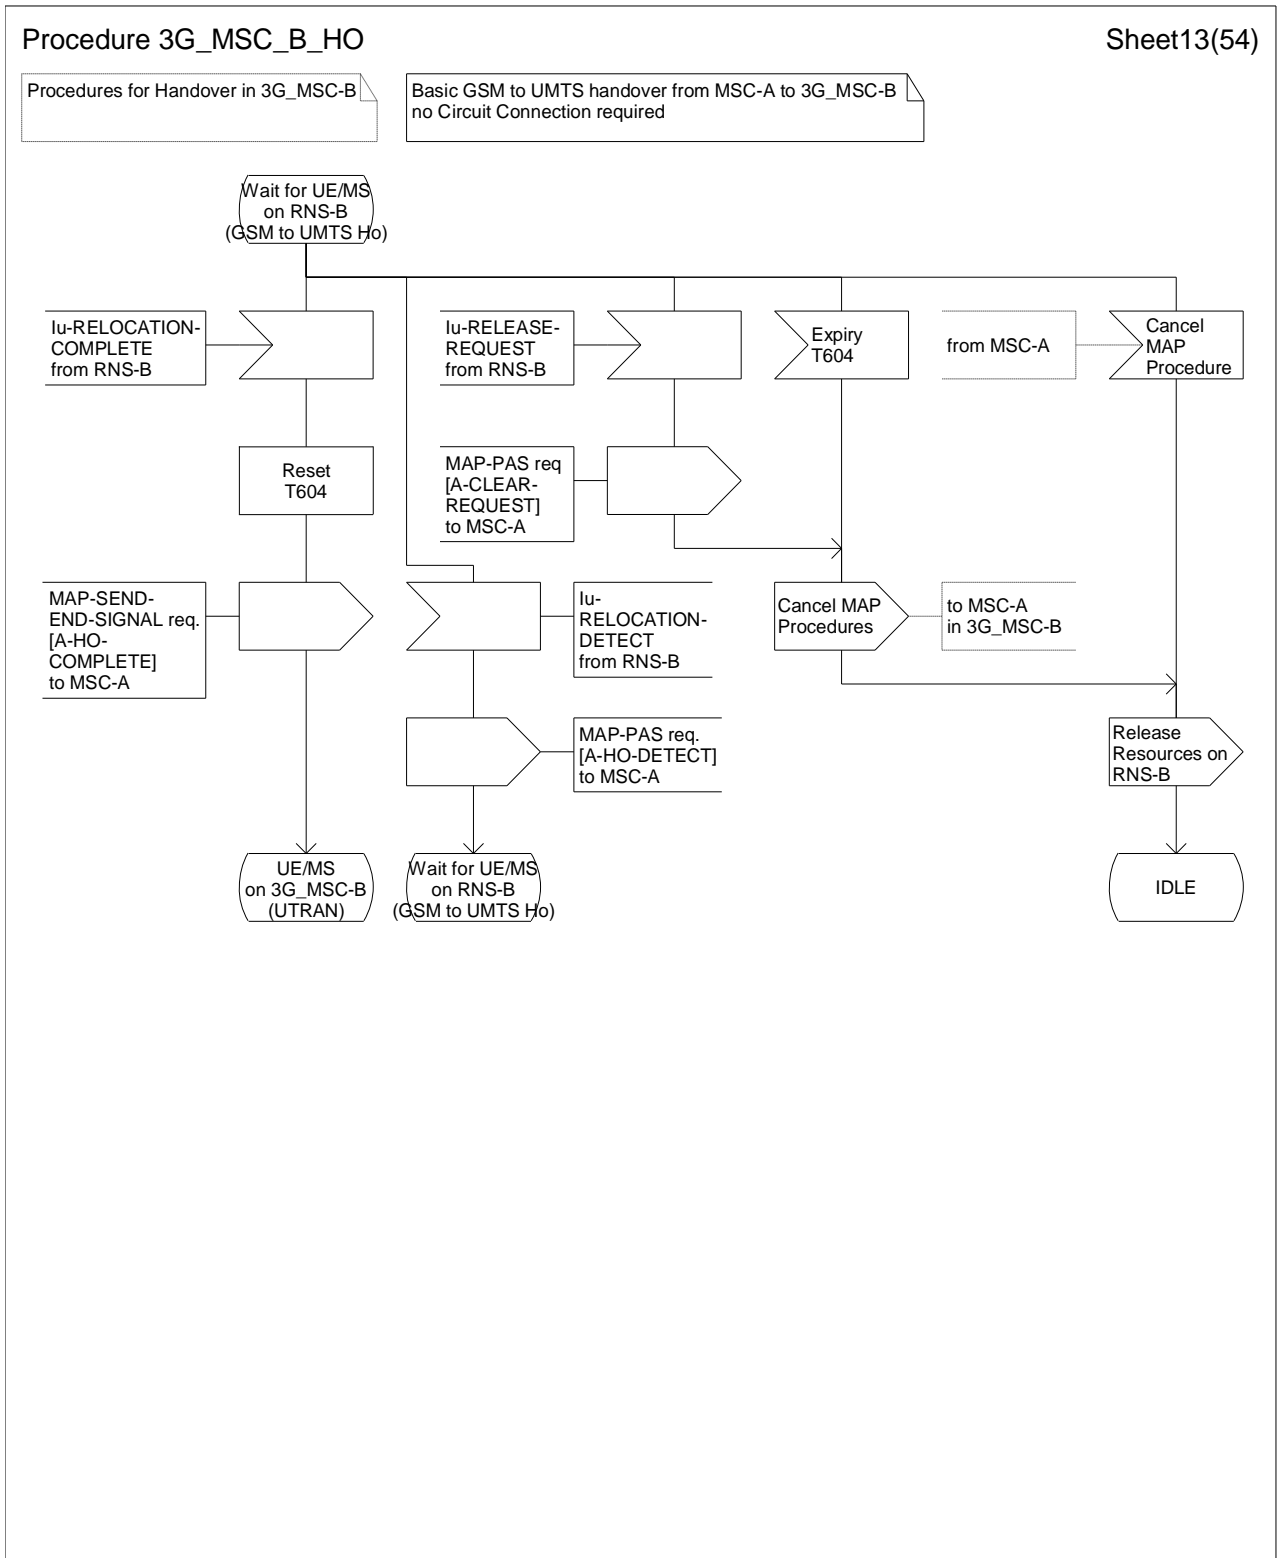 Procedure 3G_MSC_B_HO
Sheet13(54)
Procedures for Handover in 3G_MSC-B
Basic GSM to UMTS handover from MSC-A to 3G_MSC-B
no Circuit Connection required
Wait for UE/MS
on RNS-B
(GSM to UMTS Ho)
Iu-RELOCATION-
COMPLETE
from RNS-B
Iu-RELEASE-
REQUEST
from RNS-B
Expiry
T604
from MSC-A
Cancel
MAP
Procedure
Reset
T604
MAP-PAS req
[A-CLEAR-
REQUEST]
to MSC-A
MAP-SEND-
END-SIGNAL req.
[A-HO-
COMPLETE]
to MSC-A
Iu-
RELOCATION-
DETECT
from RNS-B
Cancel MAP
Procedures
to MSC-A
in 3G_MSC-B
MAP-PAS req.
[A-HO-DETECT]
to MSC-A
Release
Resources on
RNS-B
UE/MS
on 3G_MSC-B
(UTRAN)
Wait for UE/MS
on RNS-B
(GSM to UMTS Ho)
IDLE